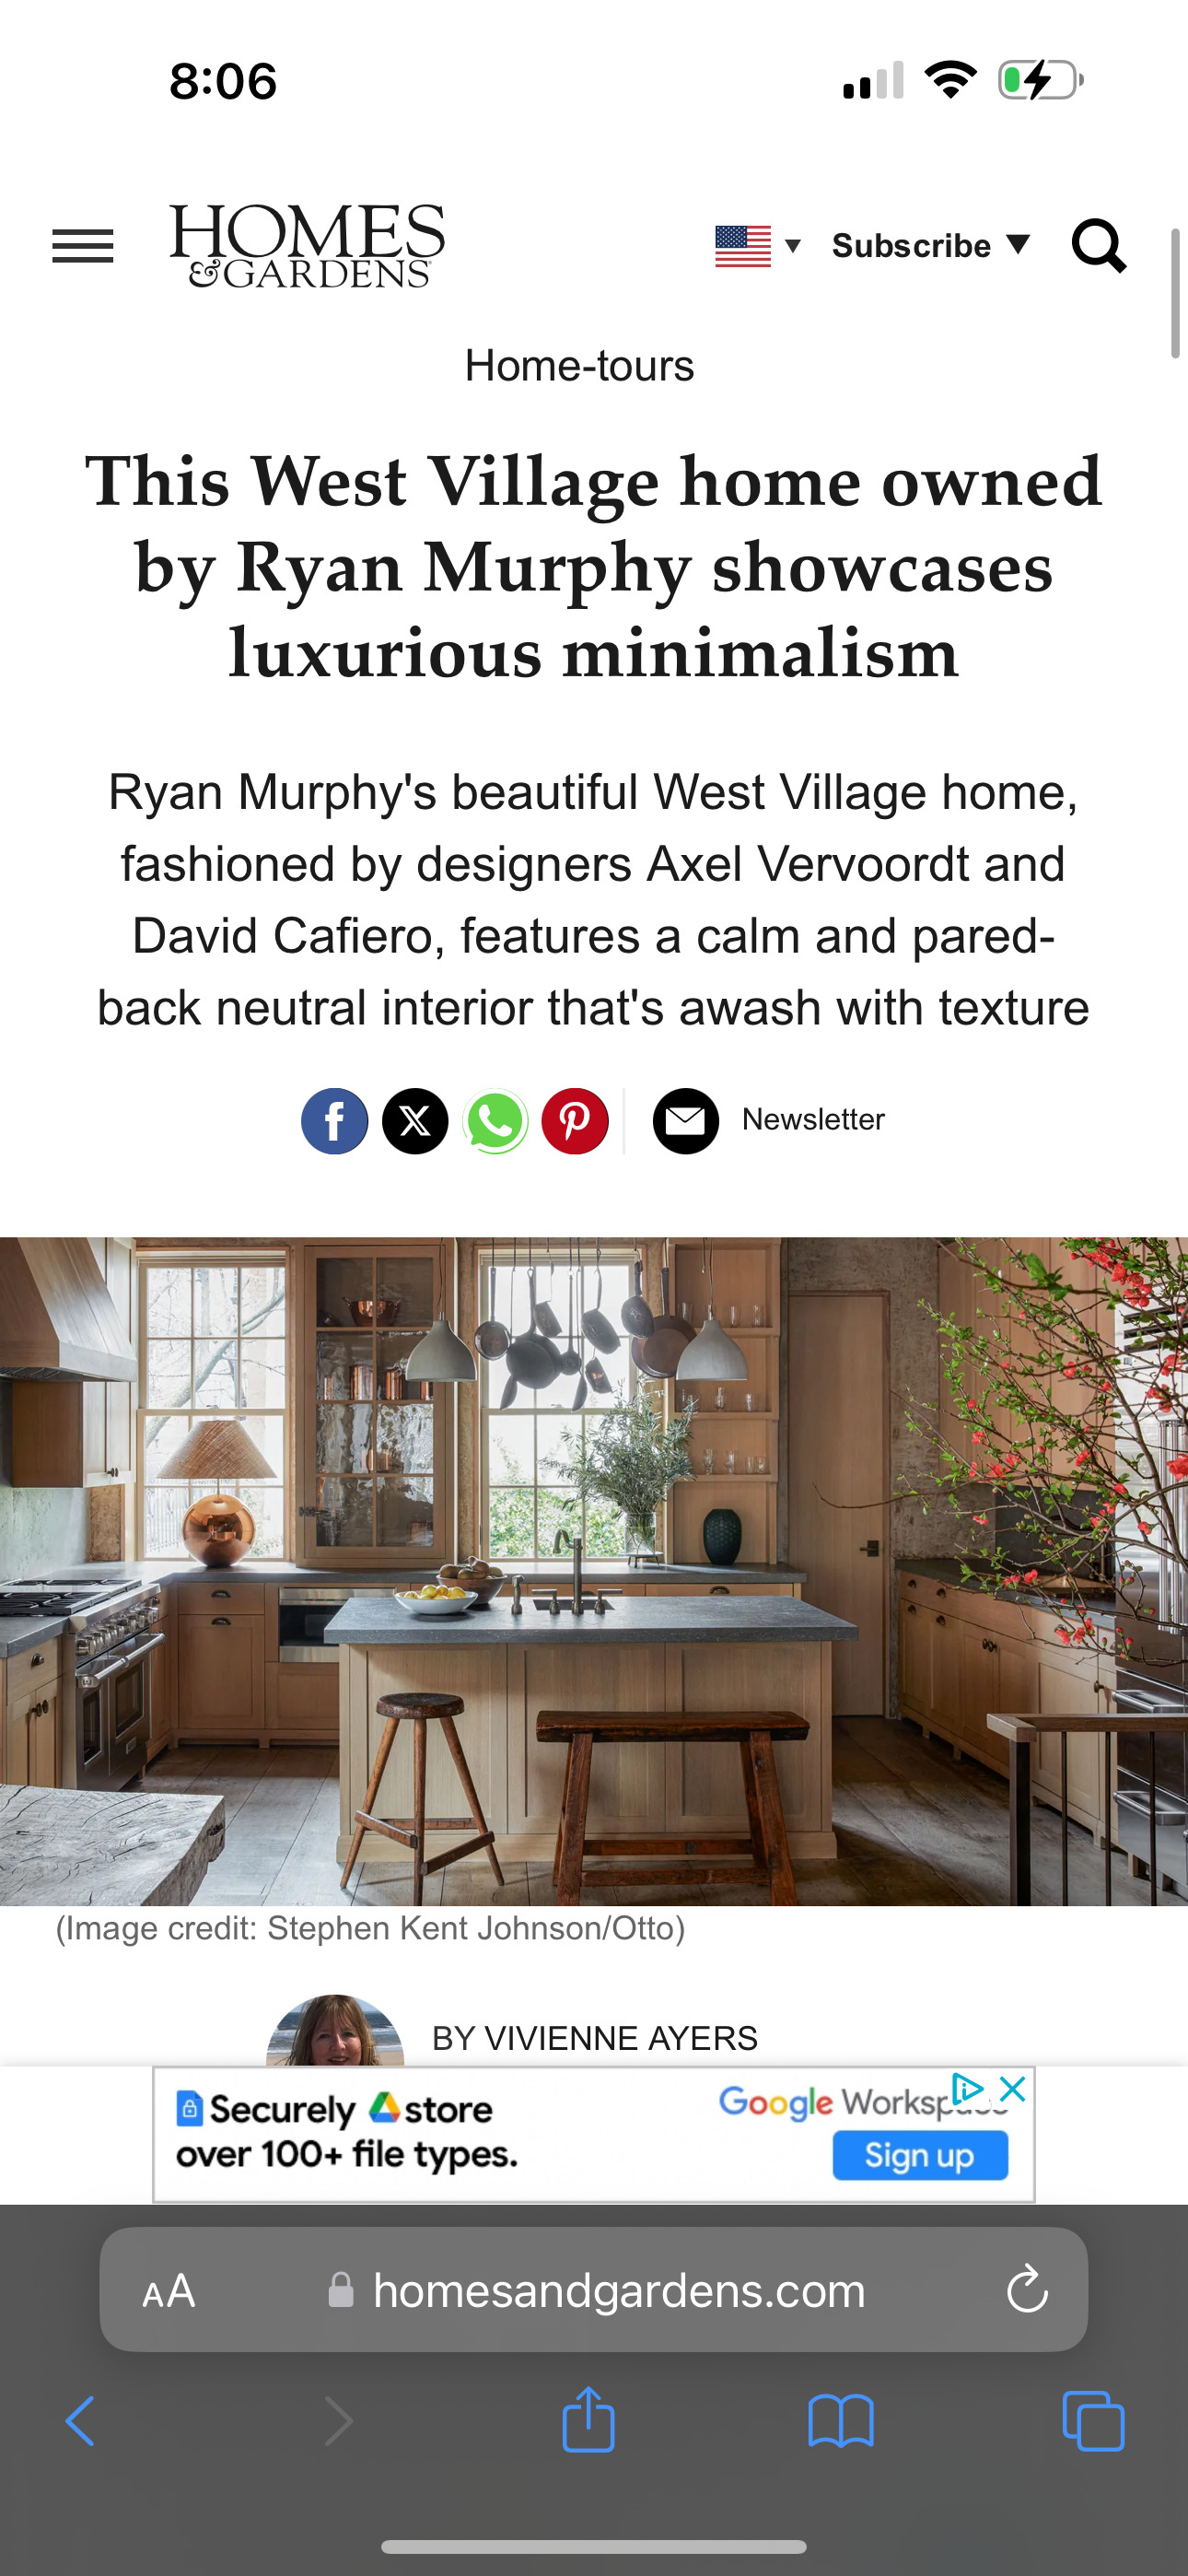 8:06
HOMES
&GARDENS
Subscribe
Home-tours
This West Village home owned
by Ryan Murphy showcases
luxurious minimalism
Ryan Murphy's beautiful West Village home,
fashioned by designers Axel Vervoordt and
David Cafiero, features a calm and pared-
back neutral interior that's awash with texture
Newsletter
(Image credit: Stephen Kent Johnson/Otto)
BY VIVIENNE AYERS
Securely store
over 100+ file types.
Google Workspace
Sign up
AA homesandgardens.com